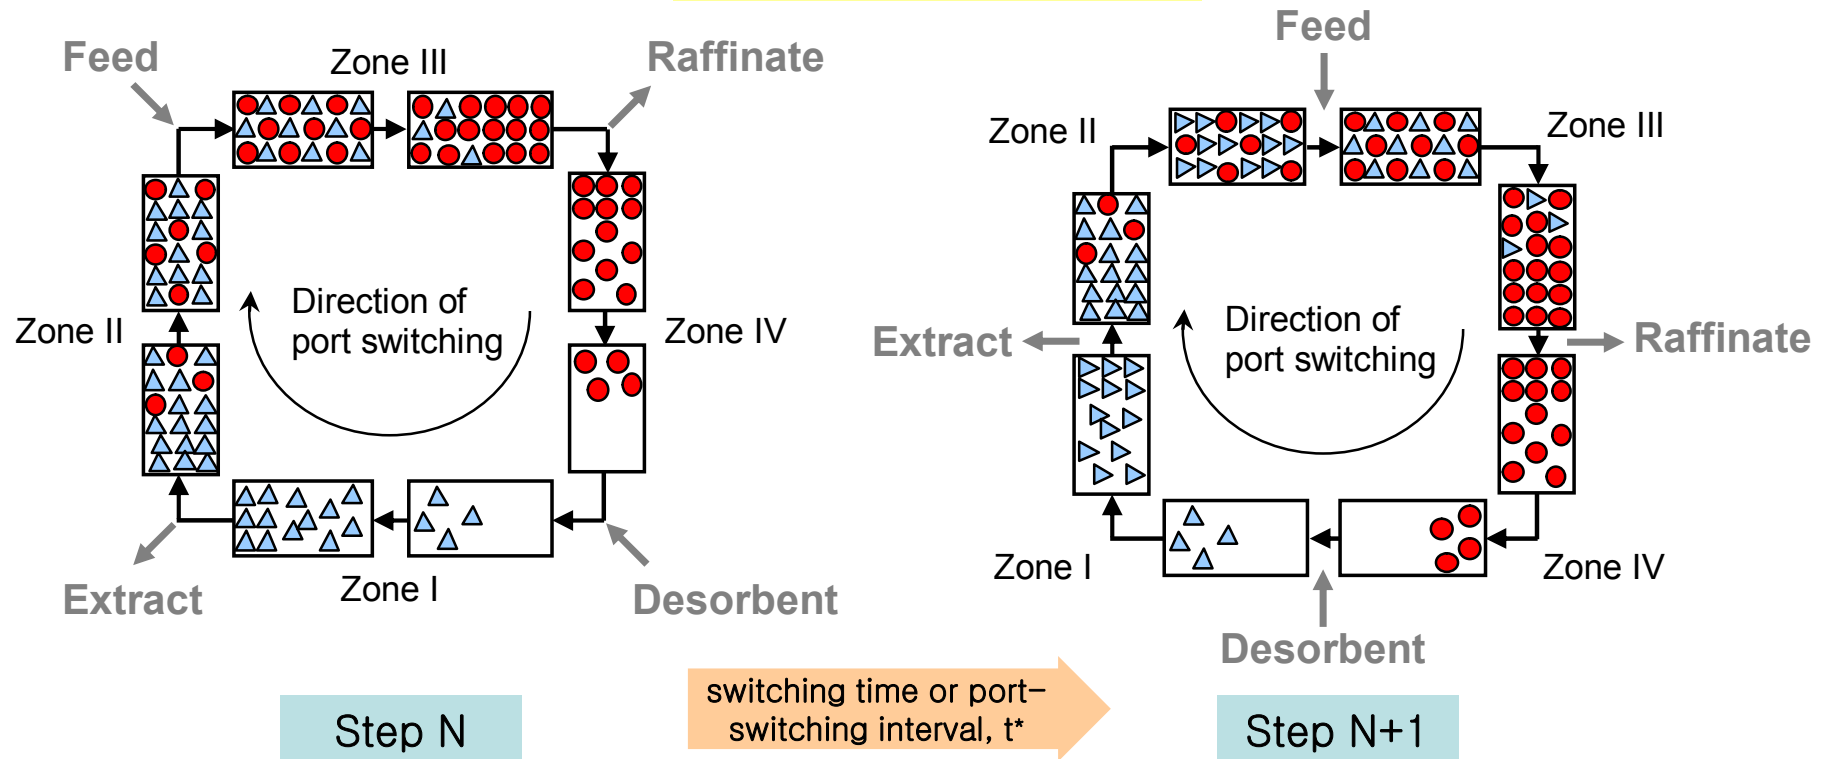 Feed
Zone III
Raffinate
Zone II
Direction of
port switching
Zone IV
Extract
Zone I
Desorbent
Step N
switching time or port-
switching interval, t*
Feed
Zone II
Zone III
Extract
Direction of
port switching
Raffinate
Zone I
Zone IV
Desorbent
Step N+1